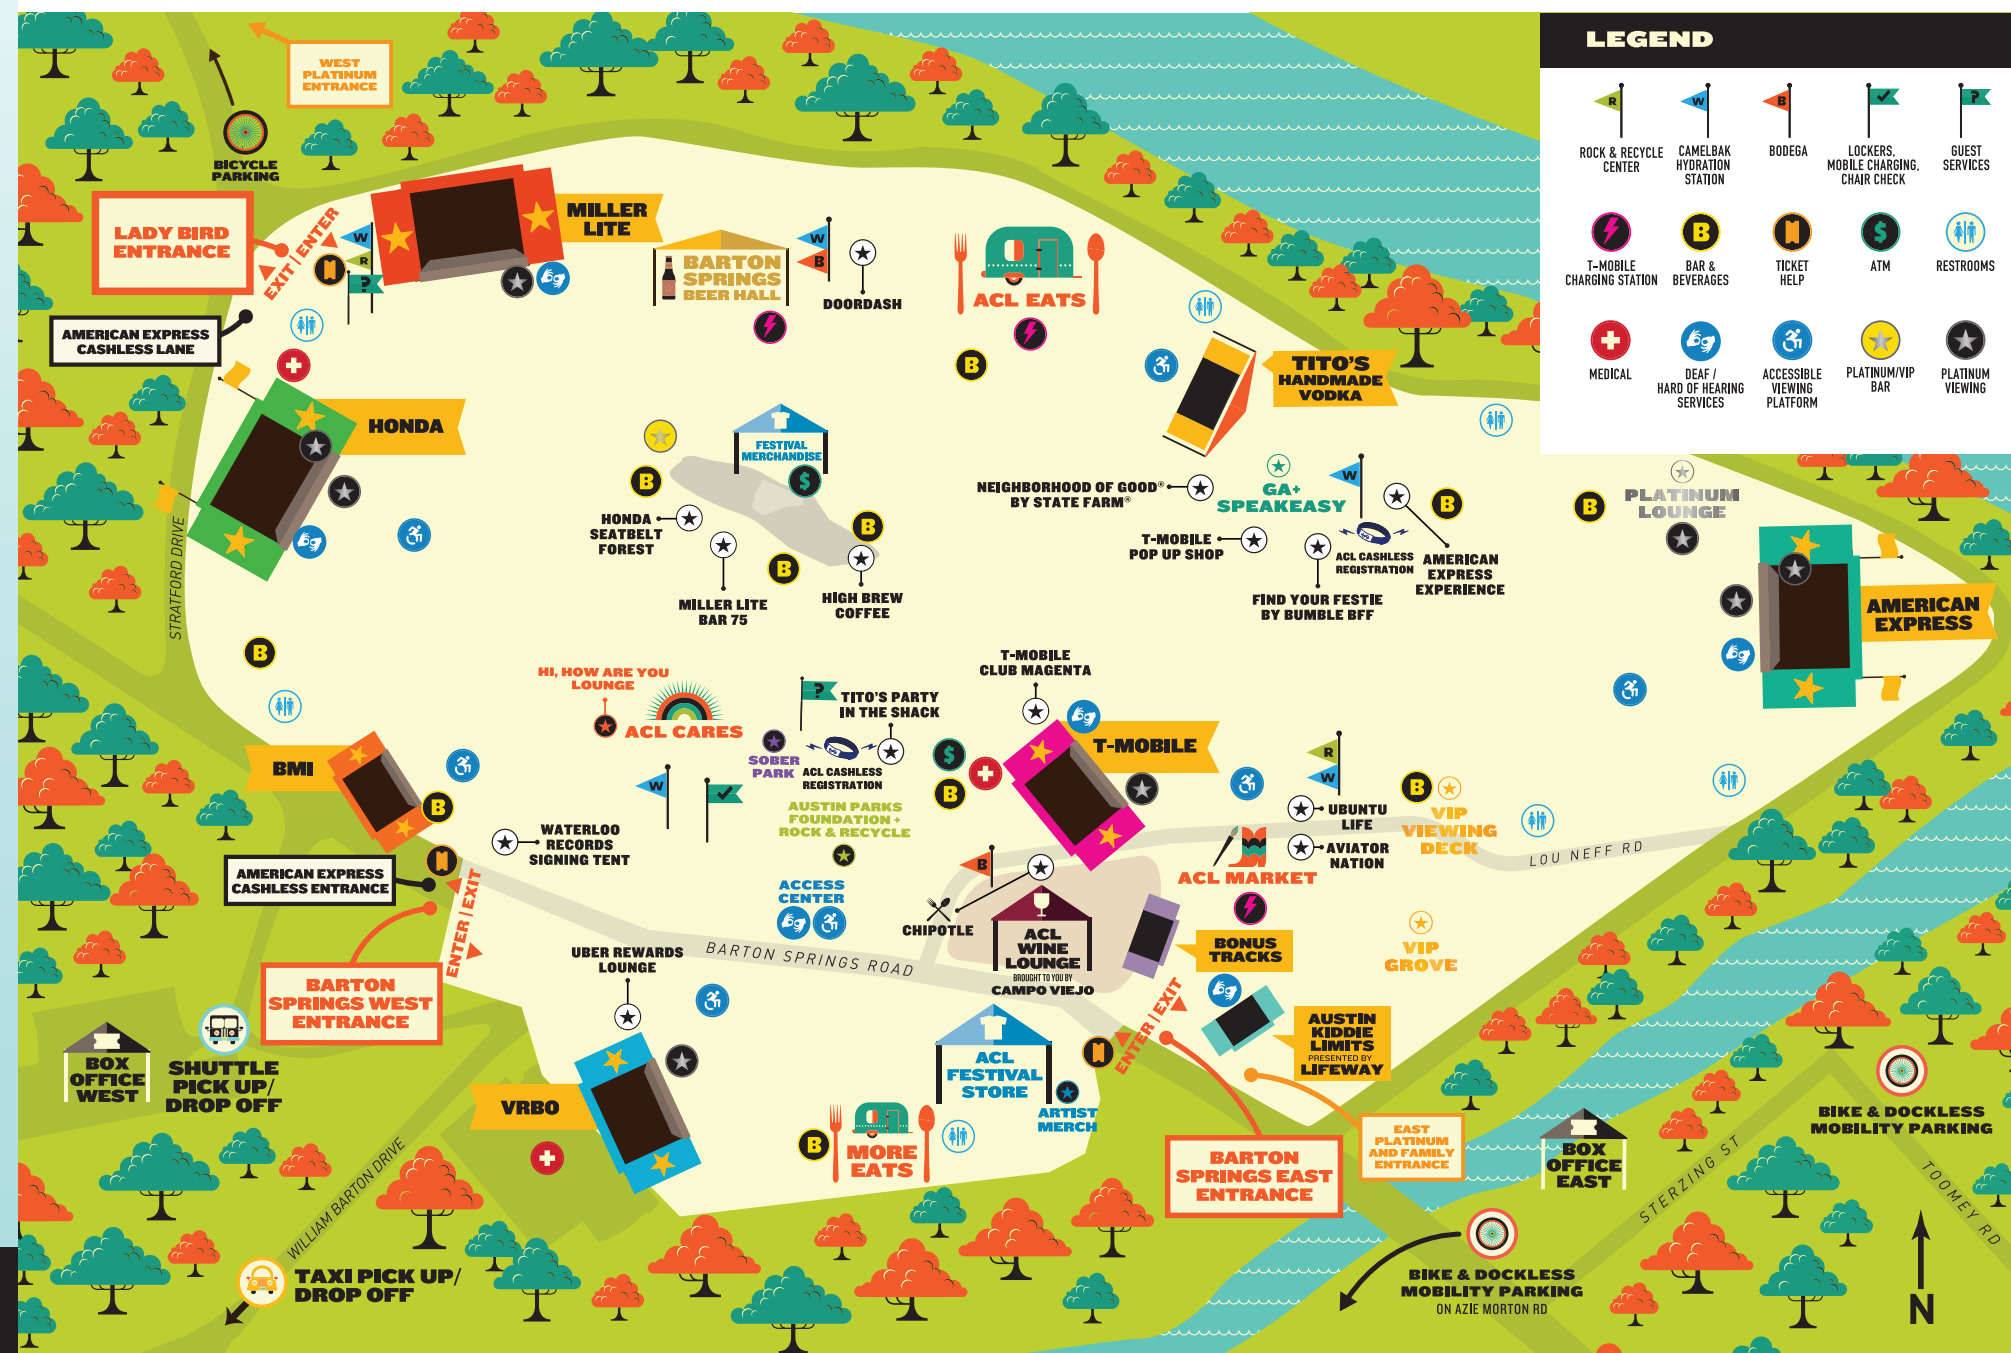 WEST
PLATINUM
ENTRANCE
BICYCLE
PARKING
LADY BIRD
ENTRANCE
EXIT | ENTER
W
R
?
AMERICAN EXPRESS
CASHLESS LANE
MILLER
LITE
BARTON
SPRINGS
BEER HALL
W
B
DOORDASH
ACL EATS
B
TITO'S
HANDMADE
VODKA
LEGEND
R
ROCK & RECYCLE
CENTER
W
CAMELBAK
HYDRATION
STATION
B
BODEGA
LOCKERS,
MOBILE CHARGING,
CHAIR CHECK
?
GUEST
SERVICES
T-MOBILE
CHARGING STATION
B
BAR &
BEVERAGES
TICKET
HELP
$
ATM
RESTROOMS
MEDICAL
DEAF /
HARD OF HEARING
SERVICES
ACCESSIBLE
VIEWING
PLATFORM
PLATINUM/VIP
BAR
PLATINUM
VIEWING
HONDA
STRATFORD DRIVE
FESTIVAL
MERCHANDISE
$
B
HONDA
SEATBELT
FOREST
MILLER LITE
BAR 75
B
B
HIGH BREW
COFFEE
NEIGHBORHOOD OF GOOD®
BY STATE FARM®
GA+
SPEAKEASY
W
B
T-MOBILE
POP UP SHOP
ACL CASHLESS
REGISTRATION
AMERICAN
EXPRESS
EXPERIENCE
FIND YOUR FESTIE
BY BUMBLE BFF
B
PLATINUM
LOUNGE
AMERICAN
EXPRESS
B
HI, HOW ARE YOU
LOUNGE
ACL CARES
?
TITO'S PARTY
IN THE SHACK
T-MOBILE
CLUB MAGENTA
T-MOBILE
BMI
B
SOBER
PARK
ACL CASHLESS
REGISTRATION
$
B
W
AUSTIN PARKS
FOUNDATION +
ROCK & RECYCLE
WATERLOO
RECORDS
SIGNING TENT
R
W
UBUNTU
LIFE
AVIATOR
NATION
B
VIP
VIEWING
DECK
LOU NEFF RD
ACL MARKET
AMERICAN EXPRESS
CASHLESS ENTRANCE
ENTER | EXIT
ACCESS
CENTER
B
CHIPOTLE
ACL
WINE
LOUNGE
BROUGHT TO YOU BY
CAMPO VIEJO
BONUS
TRACKS
VIP
GROVE
UBER REWARDS
LOUNGE
BARTON SPRINGS ROAD
BARTON
SPRINGS WEST
ENTRANCE
ENTER | EXIT
AUSTIN
KIDDIE
LIMITS
PRESENTED BY
LIFEWAY
BOX
OFFICE
WEST
SHUTTLE
PICK UP/
DROP OFF
VRBO
ACL
FESTIVAL
STORE
ARTIST
MERCH
B
MORE
EATS
BARTON
SPRINGS EAST
ENTRANCE
EAST
PLATINUM
AND FAMILY
ENTRANCE
BOX
OFFICE
EAST
BIKE & DOCKLESS
MOBILITY PARKING
STERZING ST
TOOMEY RD
WILLIAM BARTON DRIVE
TAXI PICK UP/
DROP OFF
BIKE & DOCKLESS
MOBILITY PARKING
ON AZIE MORTON RD
N